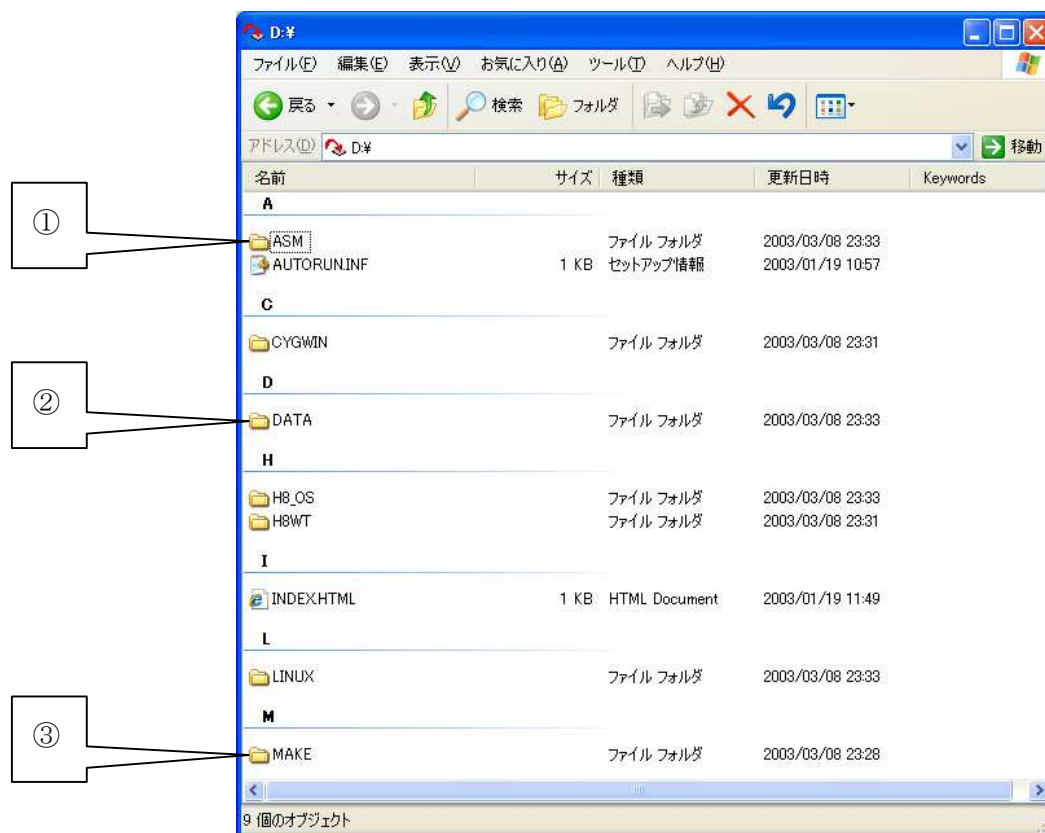 D:¥
ファイル(F) 編集(E) 表示(V) お気に入り(A) ツール(T) ヘルプ(H)
戻る 検索 フォルダ
アドレス(D) D:¥ 移動
名前 サイズ 種類 更新日時 Keywords
A
①
ASM ファイル フォルダ 2003/03/08 23:33
AUTORUN.INF 1 KB セットアップ情報 2003/01/19 10:57
C
CYGWIN ファイル フォルダ 2003/03/08 23:31
D
②
DATA ファイル フォルダ 2003/03/08 23:33
H
H8_OS ファイル フォルダ 2003/03/08 23:33
H8WT ファイル フォルダ 2003/03/08 23:31
I
INDEX.HTML 1 KB HTML Document 2003/01/19 11:49
L
LINUX ファイル フォルダ 2003/03/08 23:33
M
③
MAKE ファイル フォルダ 2003/03/08 23:28
9 個のオブジェクト